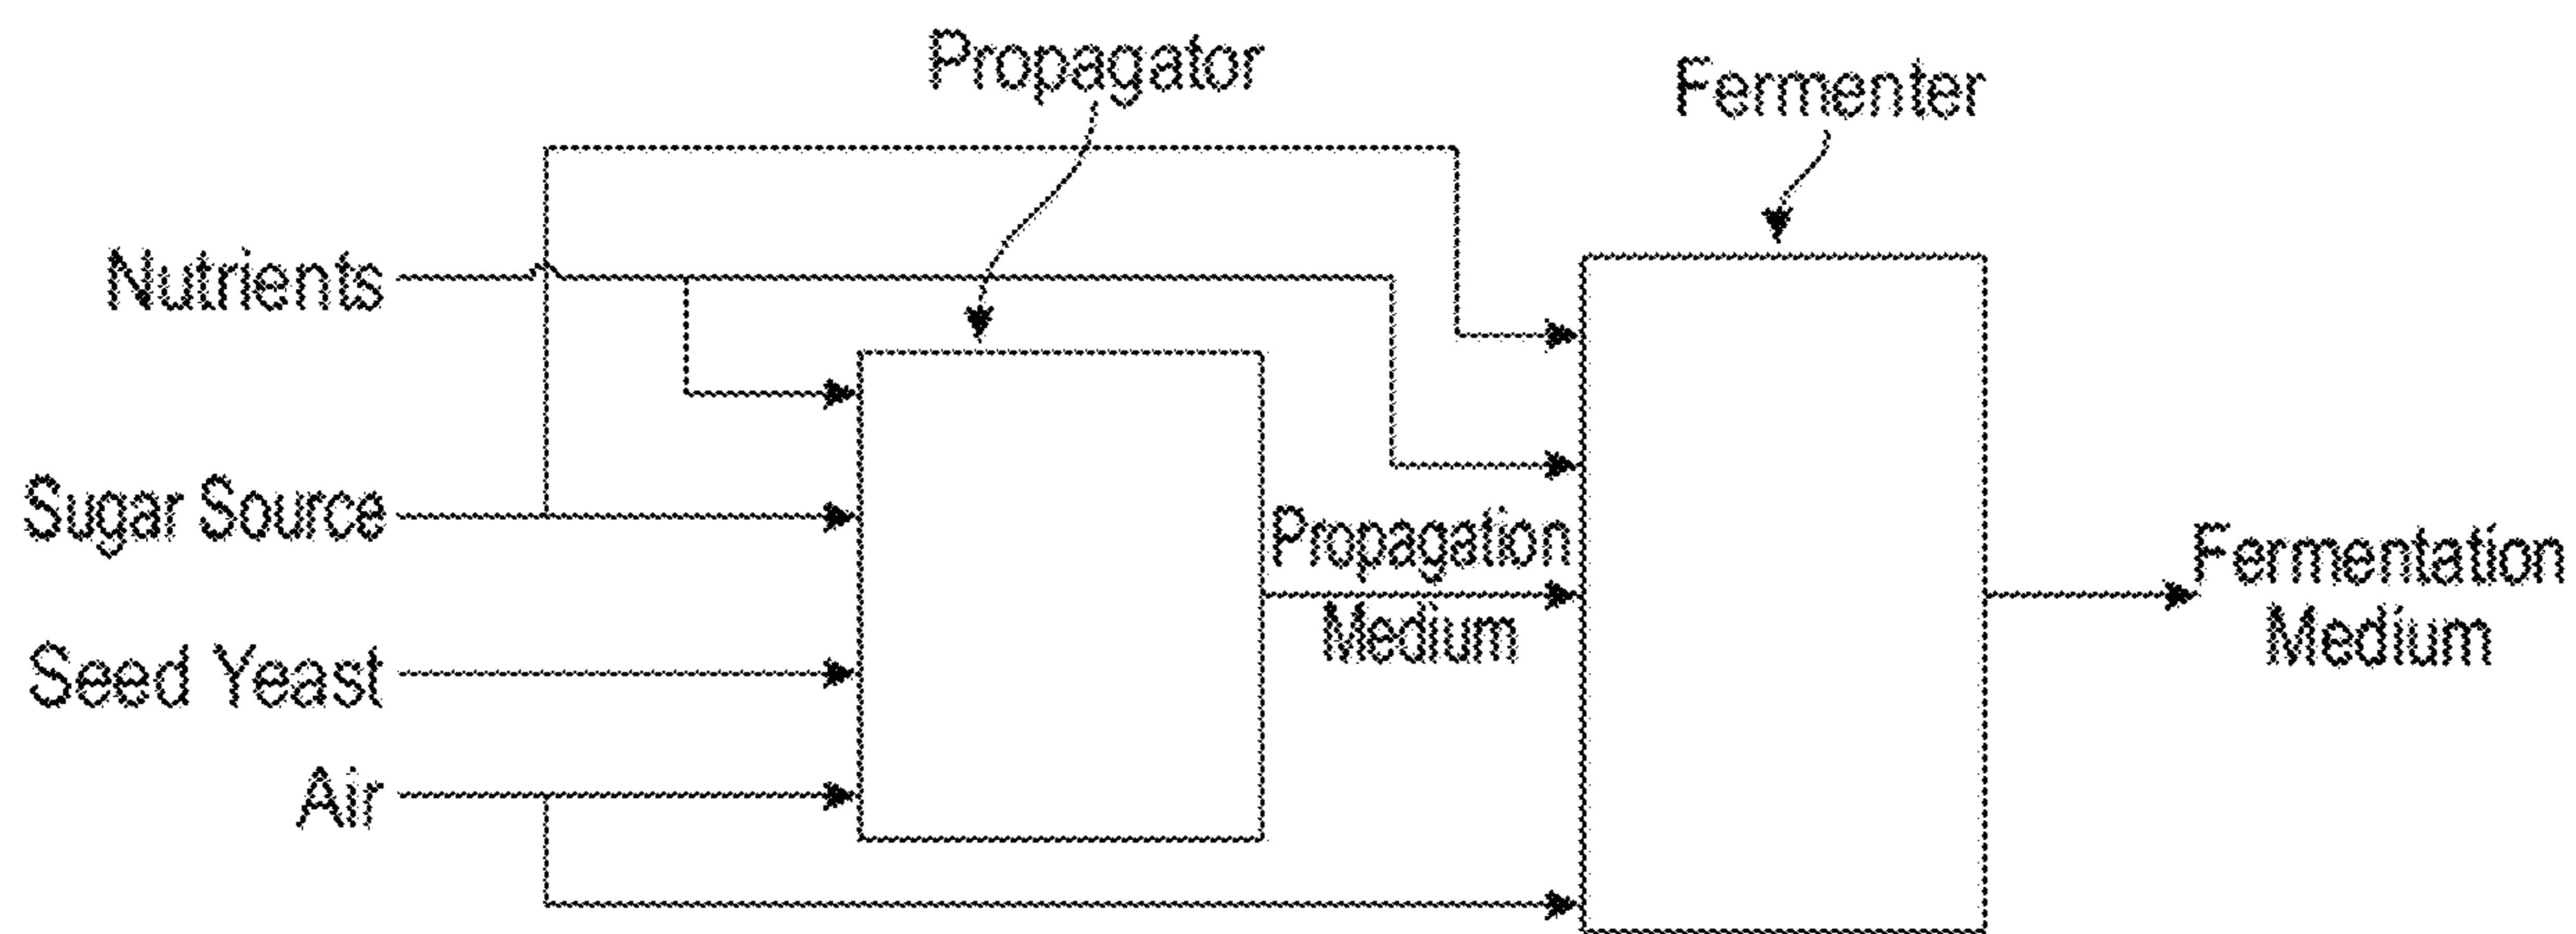 Propagator
Fermenter
Nutrients
Sugar Source
Seed Yeast
Air
Propagation
Medium
Fermentation
Medium